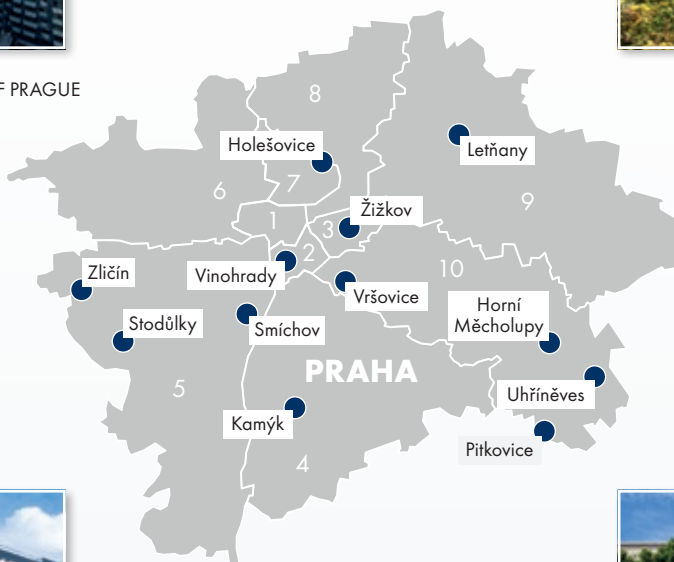 F PRAGUE
8
Holešovice
Letňany
7
6
9
Žižkov
1
3
2
10
Zličín
Vinohrady
Vršovice
Horní
Měcholupy
Stodůlky
Smíchov
PRAHA
5
Uhříněves
Kamýk
Pitkovice
4